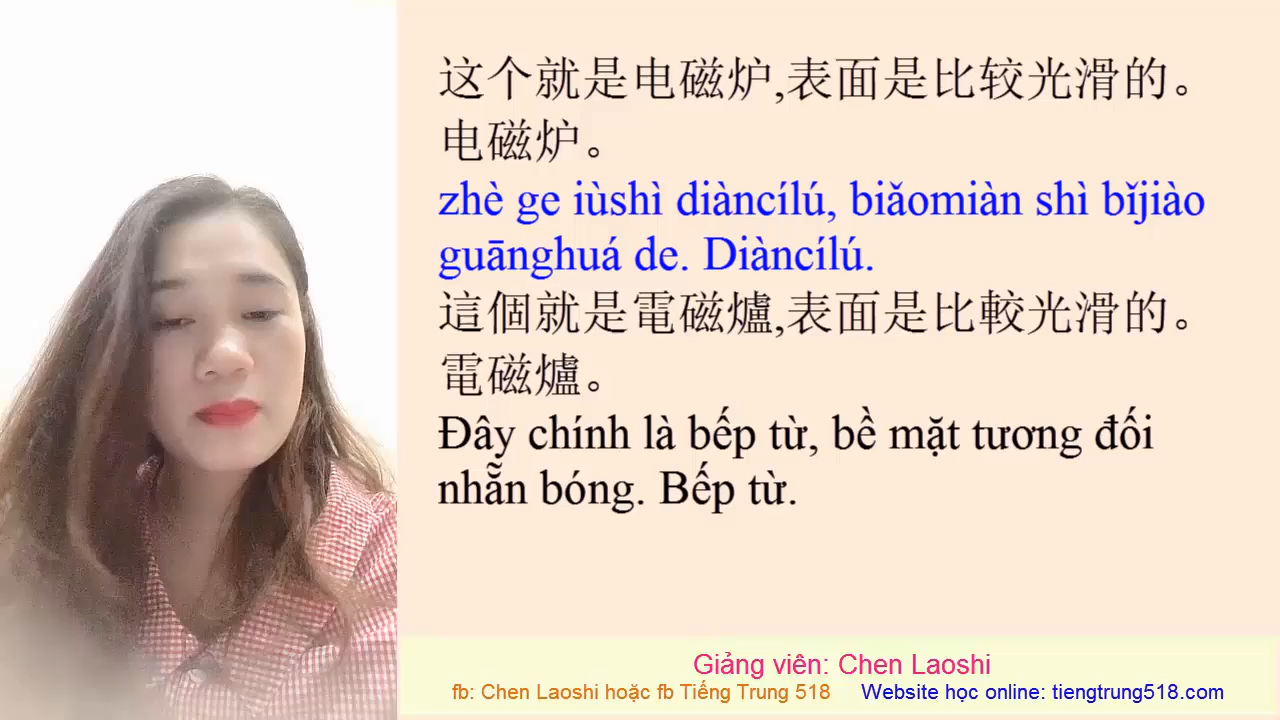 这个就是电磁炉,表面是比较光滑的。
电磁炉。
zhè ge iùshì diàncílú, biǎomiàn shì bǐjiào
guānghuá de. Diàncílú.
這個就是電磁爐,表面是比較光滑的。
電磁爐。
Đây chính là bếp từ, bề mặt tương đối
nhẵn bóng. Bếp từ.
Giảng viên: Chen Laoshi
fb: Chen Laoshi hoặc fb Tiếng Trung 518 Website học online: tiengtrung518.com